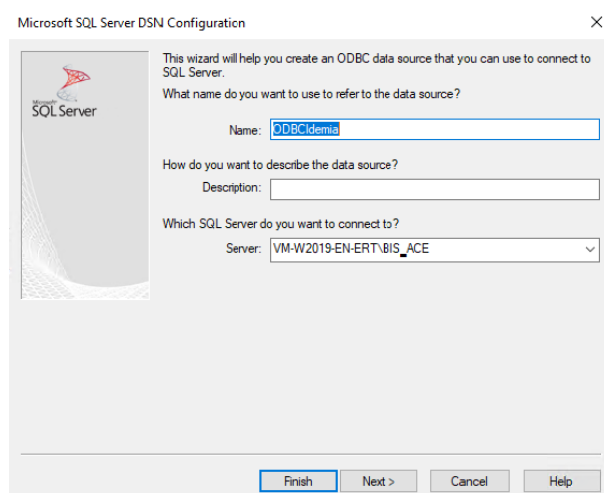 Microsoft SQL Server DSN Configuration
Microsoft
SQL Server
This wizard will help you create an ODBC data source that you can use to connect to
SQL Server.
What name do you want to use to refer to the data source?
Name: ODBCIdemia
How do you want to describe the data source?
Description:
Which SQL Server do you want to connect to?
Server: VM-W2019-EN-ERT\BIS_ACE
Finish Next > Cancel Help